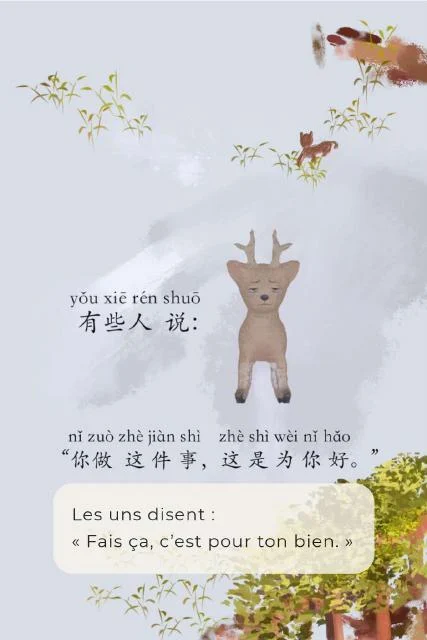 yǒu xiē rén shuō
有些人 说：
nǐ zuò zhè jiàn shì zhè shì wèi nǐ hǎo
“你做 这件事，这是为你好。”
Les uns disent :
« Fais ça, c’est pour ton bien. »